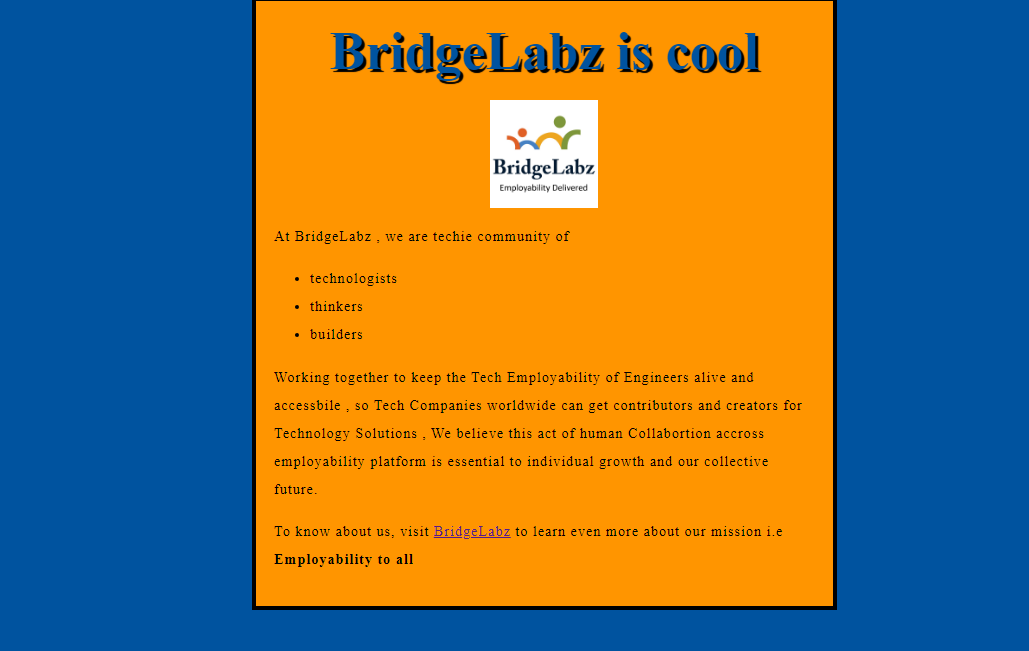 BridgeLabz is cool
BridgeLabz
Employability Delivered
At BridgeLabz , we are techie community of
technologists
thinkers
builders
Working together to keep the Tech Employability of Engineers alive and
accessbile , so Tech Companies worldwide can get contributors and creators for
Technology Solutions , We believe this act of human Collabortion accross
employability platform is essential to individual growth and our collective
future.
To know about us, visit BridgeLabz to learn even more about our mission i.e
Employability to all